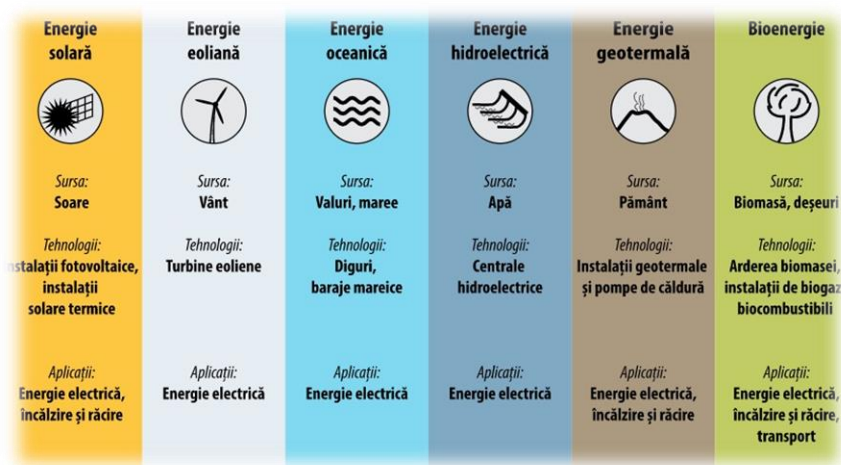 Energie
solară
Sursa:
Soare
Tehnologii:
instalații fotovoltaice,
instalații
solare termice
Aplicații:
Energie electrică,
încălzire și răcire
Energie
eoliană
Sursa:
Vânt
Tehnologii:
Turbine eoliene
Aplicații:
Energie electrică
Energie
oceanică
Sursa:
Valuri, maree
Tehnologii:
Diguri,
baraje mareice
Aplicații:
Energie electrică
Energie
hidroelectrică
Sursa:
Apă
Tehnologii:
Centrale
hidroelectrice
Aplicații:
Energie electrică
Energie
geotermală
Sursa:
Pământ
Tehnologii:
Instalații geotermale
și pompe de căldură
Aplicații:
Energie electrică,
încălzire și răcire
Bioenergie
Sursa:
Biomasă, deșeuri
Tehnologii:
Arderea biomasei,
instalații de biogaz
biocombustibili
Aplicații:
Energie electrică,
încălzire și răcire,
transport